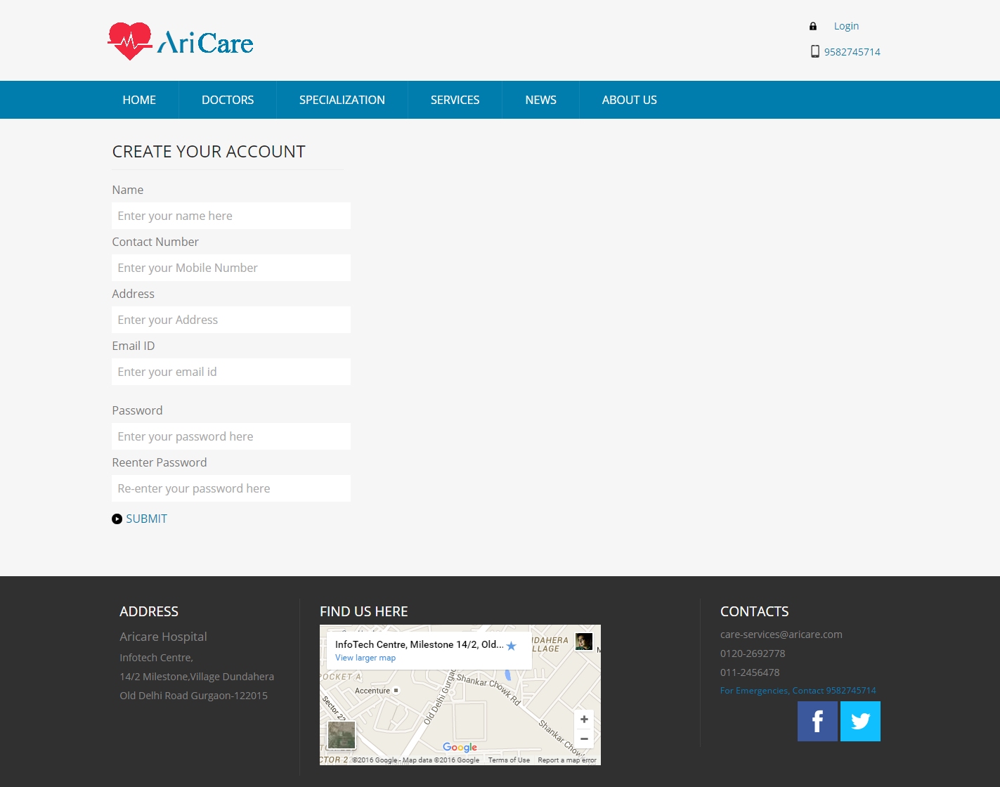 AriCare
Login
9582745714
HOME DOCTORS SPECIALIZATION SERVICES NEWS ABOUT US
CREATE YOUR ACCOUNT
Name
Enter your name here
Contact Number
Enter your Mobile Number
Address
Enter your Address
Email ID
Enter your email id
Password
Enter your password here
Reenter Password
Re-enter your password here
SUBMIT
ADDRESS
Aricare Hospital
Infotech Centre,
14/2 Milestone,Village Dundahera
Old Delhi Road Gurgaon-122015
FIND US HERE
InfoTech Centre, Milestone 14/2, Old...
View larger map
NDAHERA
ILLAGE
M
POCKET A
Accenture
Shankar Chowk Rd
Old Delhi Gurgao
Sector 22
Shankar Chowk
Google
CTOR 2
©2016 Google - Map data ©2016 Google Terms of Use Report a map error
CONTACTS
care-services@aricare.com
0120-2692778
011-2456478
For Emergencies, Contact 9582745714